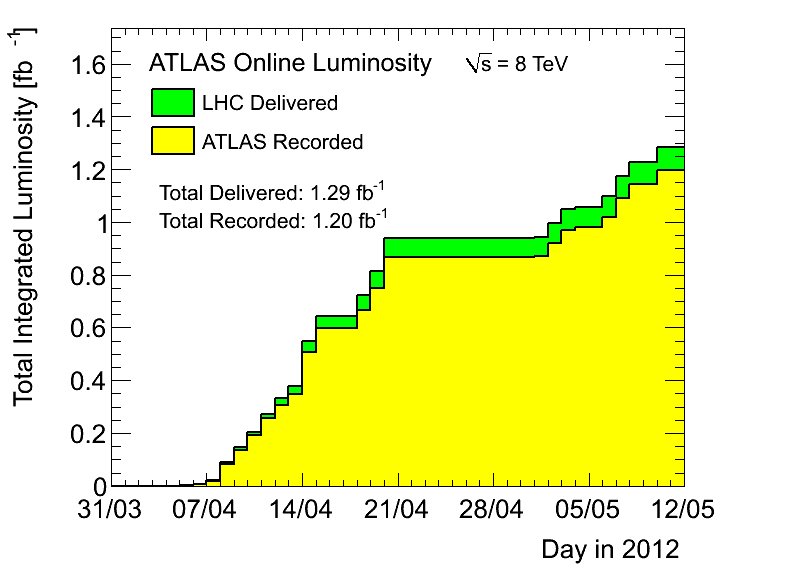 Total Integrated Luminosity [fb⁻¹]
ATLAS Online Luminosity √s = 8 TeV
LHC Delivered
ATLAS Recorded
Total Delivered: 1.29 fb⁻¹
Total Recorded: 1.20 fb⁻¹
1.6
1.4
1.2
1
0.8
0.6
0.4
0.2
0
31/03 07/04 14/04 21/04 28/04 05/05 12/05
Day in 2012